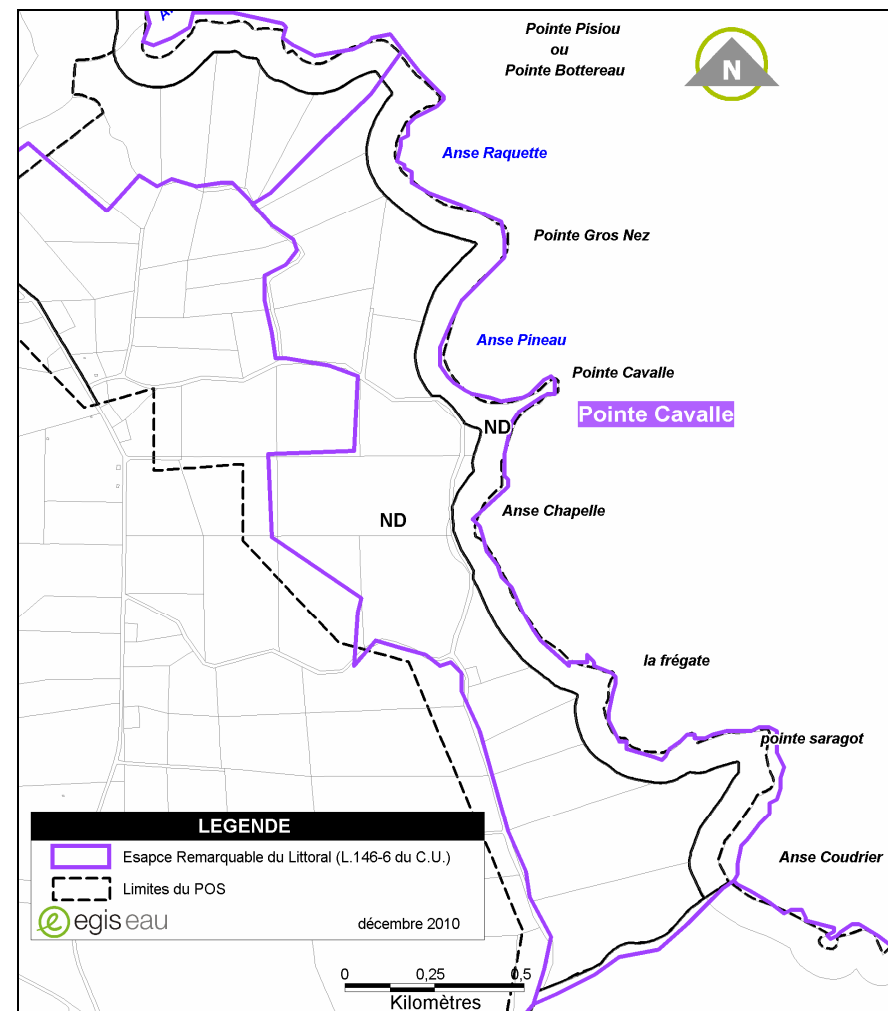 Pointe Pisiou
ou
Pointe Bottereau
N
Anse Raquette
Pointe Gros Nez
Anse Pineau
Pointe Cavalle
Pointe Cavalle
ND
Anse Chapelle
ND
la frégate
pointe saragot
Anse Coudrier
LEGENDE
Esapce Remarquable du Littoral (L.146-6 du C.U.)
Limites du POS
e egis eau
décembre 2010
0 0,25 0,5
Kilomètres